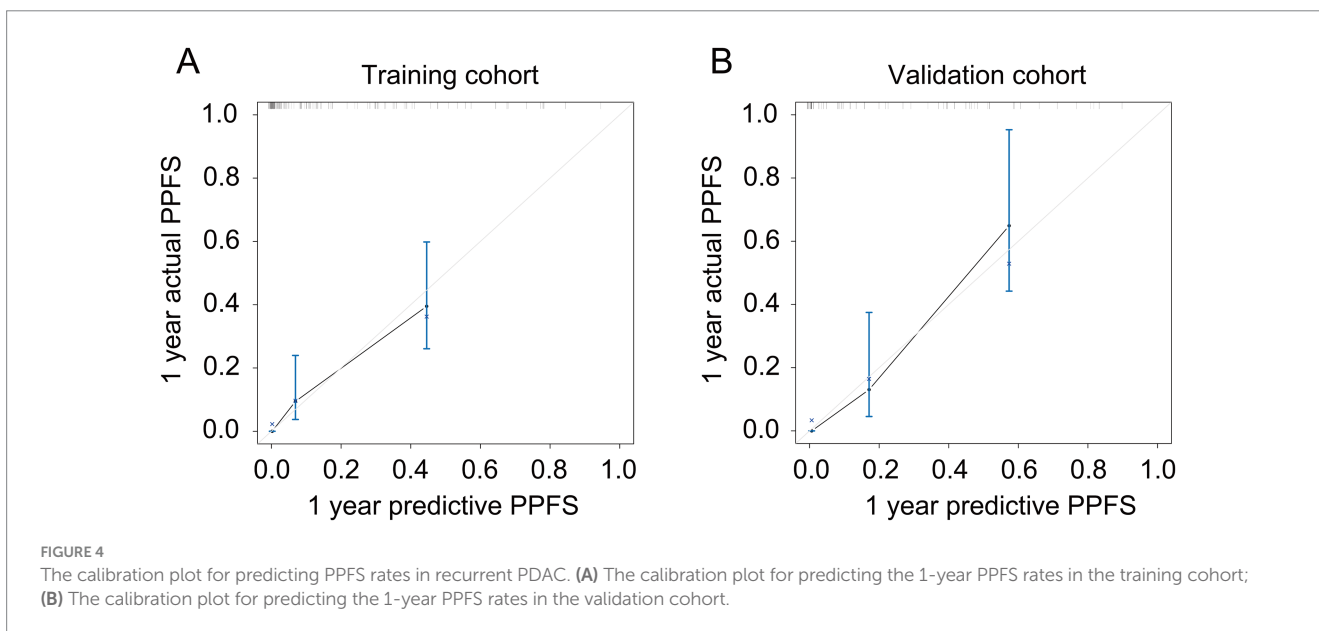 A
Training cohort
1 year actual PPFS
1.0
0.8
0.6
0.4
0.2
0.0
0.0 0.2 0.4 0.6 0.8 1.0
1 year predictive PPFS
B
Validation cohort
1 year actual PPFS
1.0
0.8
0.6
0.4
0.2
0.0
0.0 0.2 0.4 0.6 0.8 1.0
1 year predictive PPFS
FIGURE 4
The calibration plot for predicting PPFS rates in recurrent PDAC. (A) The calibration plot for predicting the 1-year PPFS rates in the training cohort;
(B) The calibration plot for predicting the 1-year PPFS rates in the validation cohort.